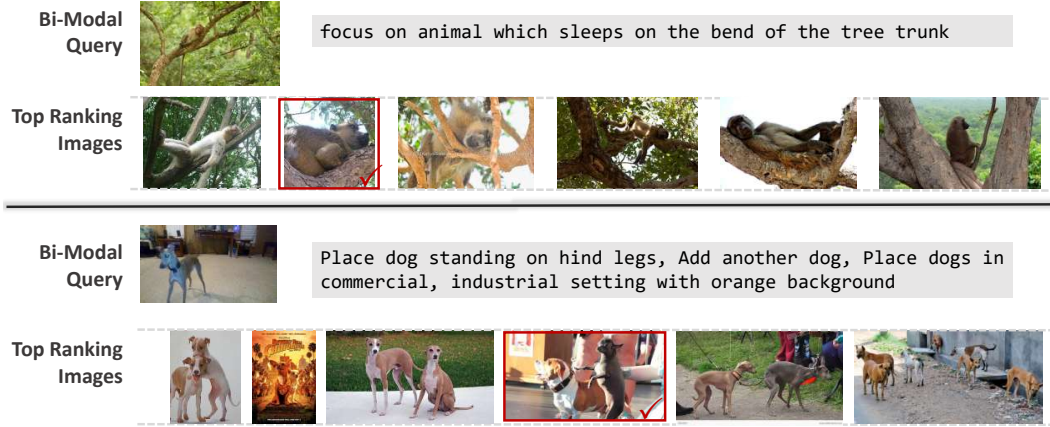 Bi-Modal
Query
focus on animal which sleeps on the bend of the tree trunk
Top Ranking
Images
Bi-Modal
Query
Place dog standing on hind legs, Add another dog, Place dogs in
commercial, industrial setting with orange background
Top Ranking
Images